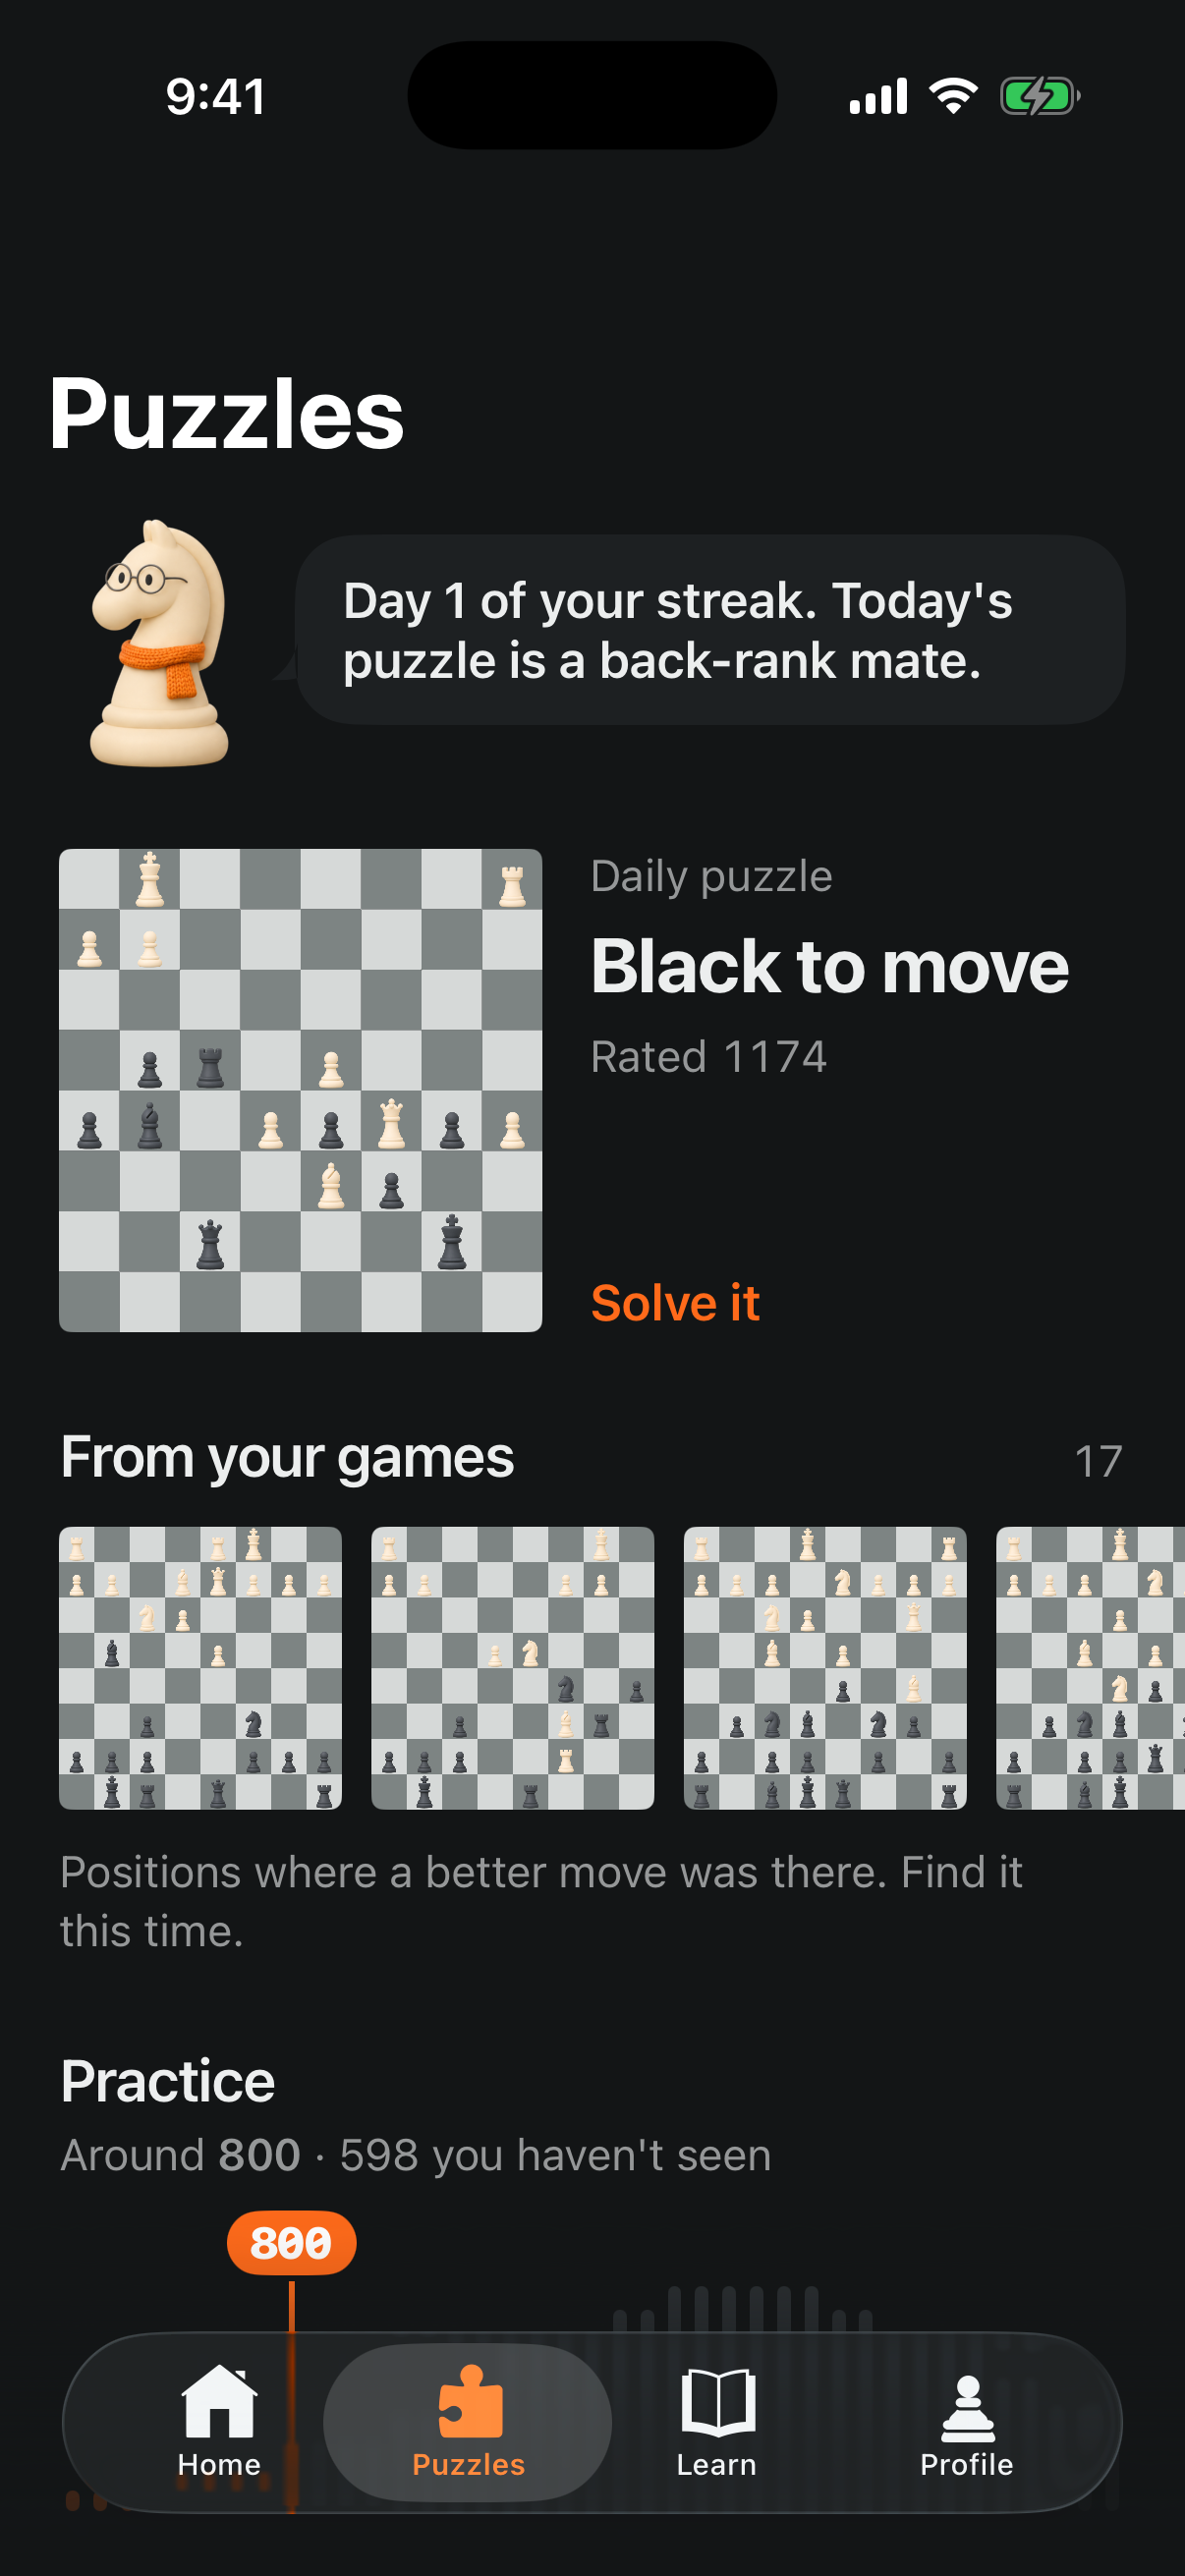 9:41
Puzzles
Day 1 of your streak. Today's
puzzle is a back-rank mate.
Daily puzzle
Black to move
Rated 1174
Solve it
From your games
17
Positions where a better move was there. Find it
this time.
Practice
Around 800 · 598 you haven't seen
800
Home
Puzzles
Learn
Profile